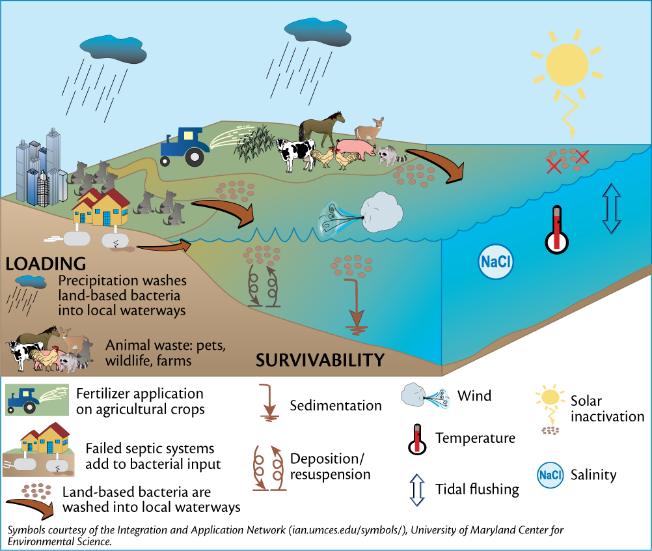 NaCl
LOADING
Precipitation washes
land-based bacteria
into local waterways
Animal waste: pets,
wildlife, farms
SURVIVABILITY
Fertilizer application
on agricultural crops
Failed septic systems
add to bacterial input
Land-based bacteria are
washed into local waterways
Sedimentation
Deposition/
resuspension
Wind
Temperature
Tidal flushing
Solar
inactivation
NaCl
Salinity
Symbols courtesy of the Integration and Application Network (ian.umces.edu/symbols/), University of Maryland Center for
Environmental Science.